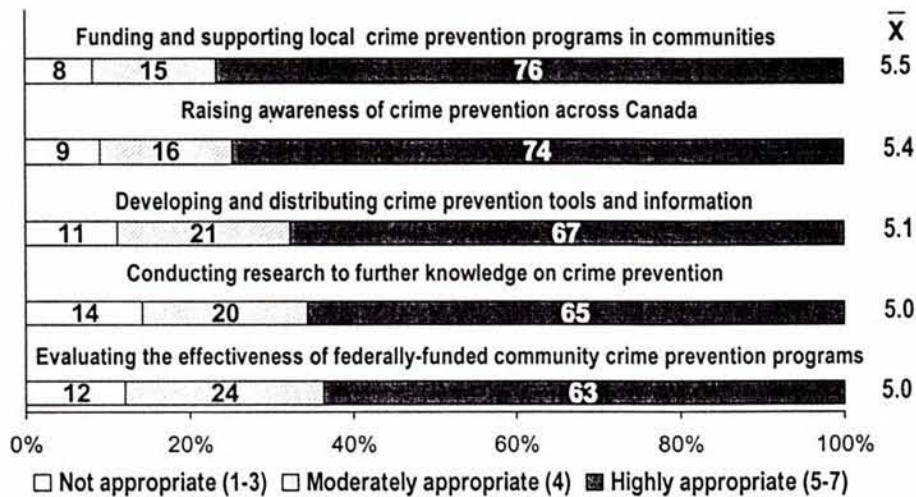 X̄
Funding and supporting local crime prevention programs in communities
8 15 76 5.5
Raising awareness of crime prevention across Canada
9 16 74 5.4
Developing and distributing crime prevention tools and information
11 21 67 5.1
Conducting research to further knowledge on crime prevention
14 20 65 5.0
Evaluating the effectiveness of federally-funded community crime prevention programs
12 24 63 5.0
0% 20% 40% 60% 80% 100%
Not appropriate (1-3) Moderately appropriate (4) Highly appropriate (5-7)